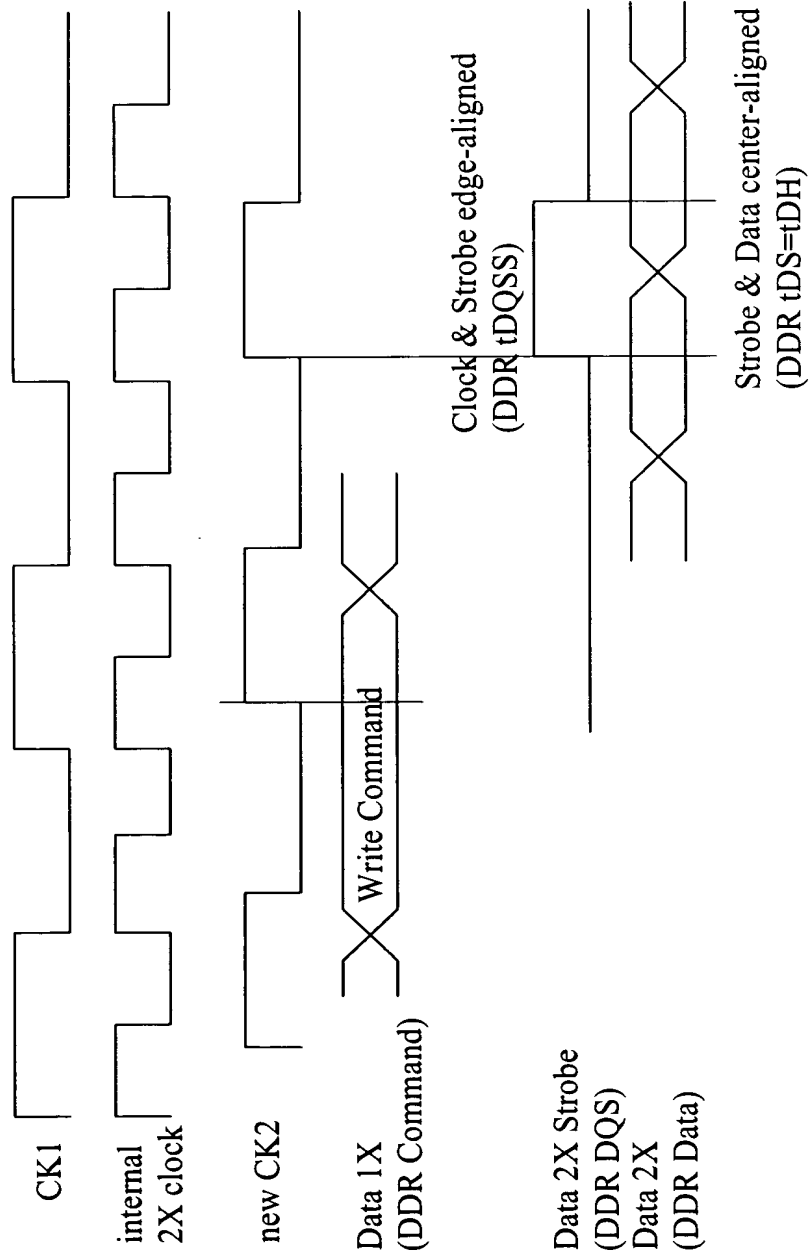 CK1
internal
2X clock
new CK2
Data 1X
(DDR Command)
Write Command
Clock & Strobe edge-aligned
(DDR tDQSS)
Data 2X Strobe
(DDR DQS)
Data 2X
(DDR Data)
Strobe & Data center-aligned
(DDR tDS=tDH)